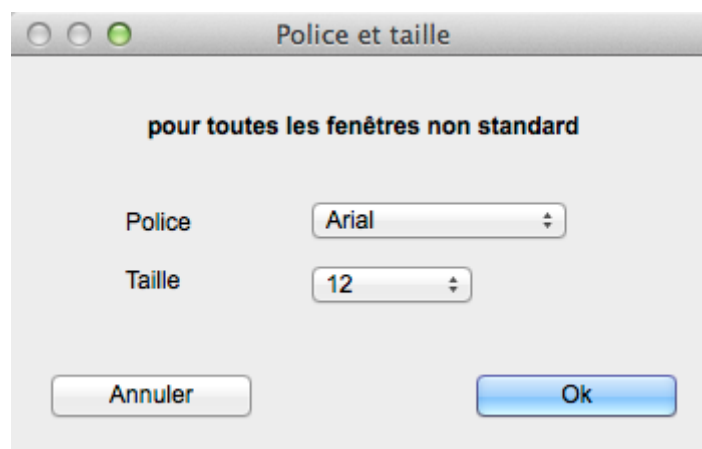 Police et taille
pour toutes les fenêtres non standard
Police Arial
Taille 12
Annuler Ok